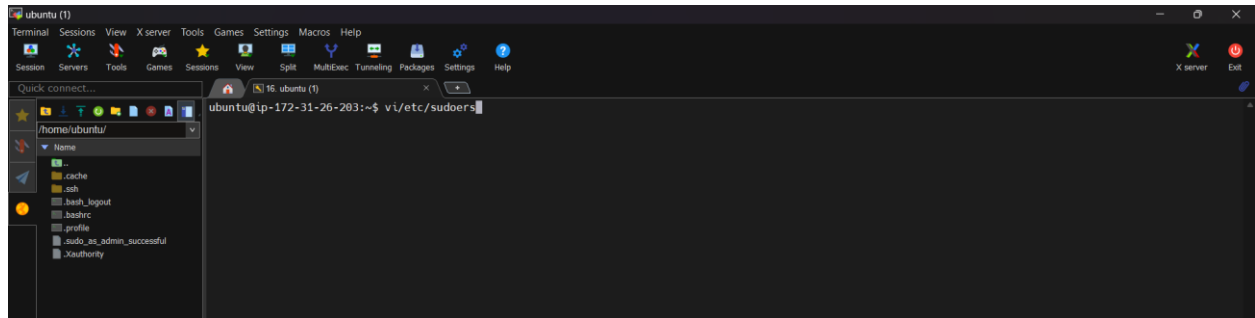 ubuntu (1)
Terminal Sessions View X server Tools Games Settings Macros Help
Session Servers Tools Games Sessions View Split MultiExec Tunneling Packages Settings Help X server Exit
Quick connect...
16. ubuntu (1)
ubuntu@ip-172-31-26-203:~$ vi/etc/sudoers
/home/ubuntu/
Name
..
.cache
.ssh
.bash_logout
.bashrc
.profile
.sudo_as_admin_successful
.Xauthority